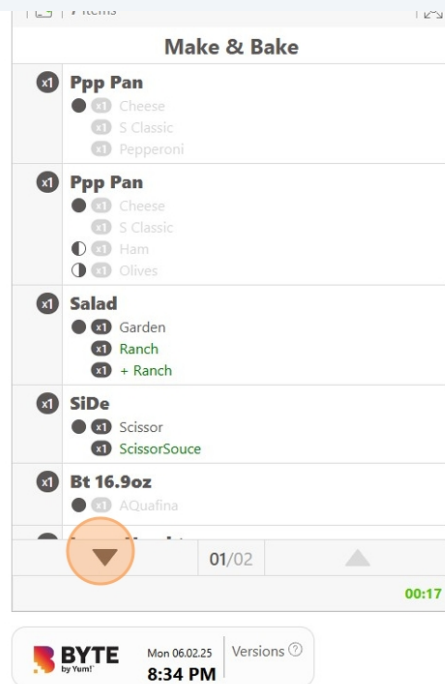 Make & Bake
x1 Ppp Pan
x1 Cheese
x1 S Classic
x1 Pepperoni
x1 Ppp Pan
x1 Cheese
x1 S Classic
x1 Ham
x1 Olives
x1 Salad
x1 Garden
x1 Ranch
x1 + Ranch
x1 SiDe
x1 Scissor
x1 ScissorSouce
x1 Bt 16.9oz
x1 AQuafina
01/02
00:17
BYTE
by Yum!
Mon 06.02.25
8:34 PM
Versions ?